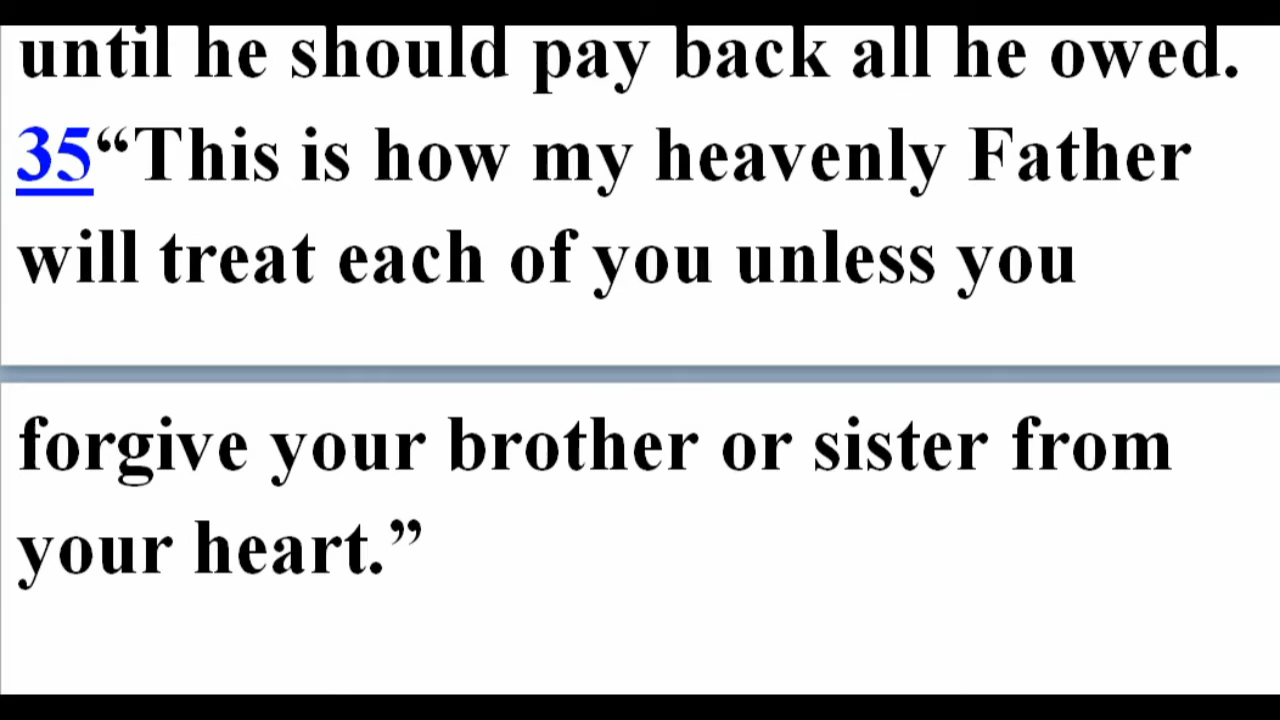 until he should pay back all he owed.
35“This is how my heavenly Father
will treat each of you unless you
forgive your brother or sister from
your heart.”